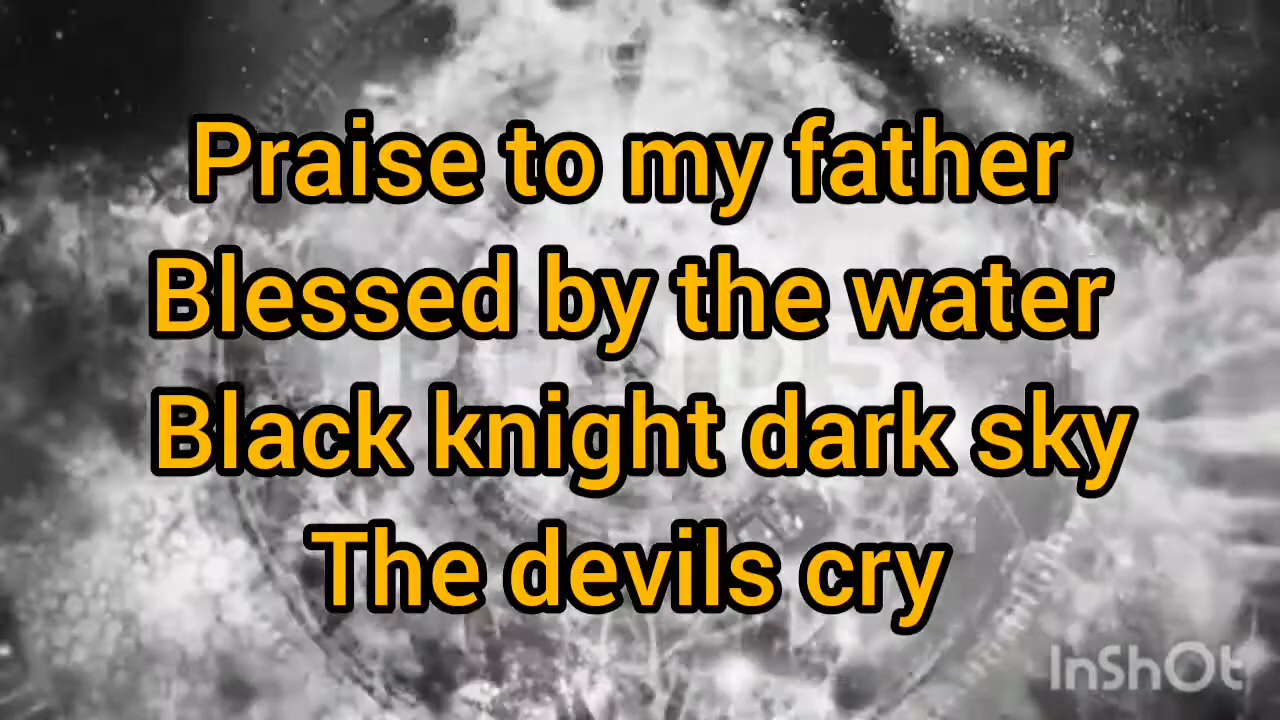 Praise to my father
Blessed by the water
Black knight dark sky
The devils cry
InShOt